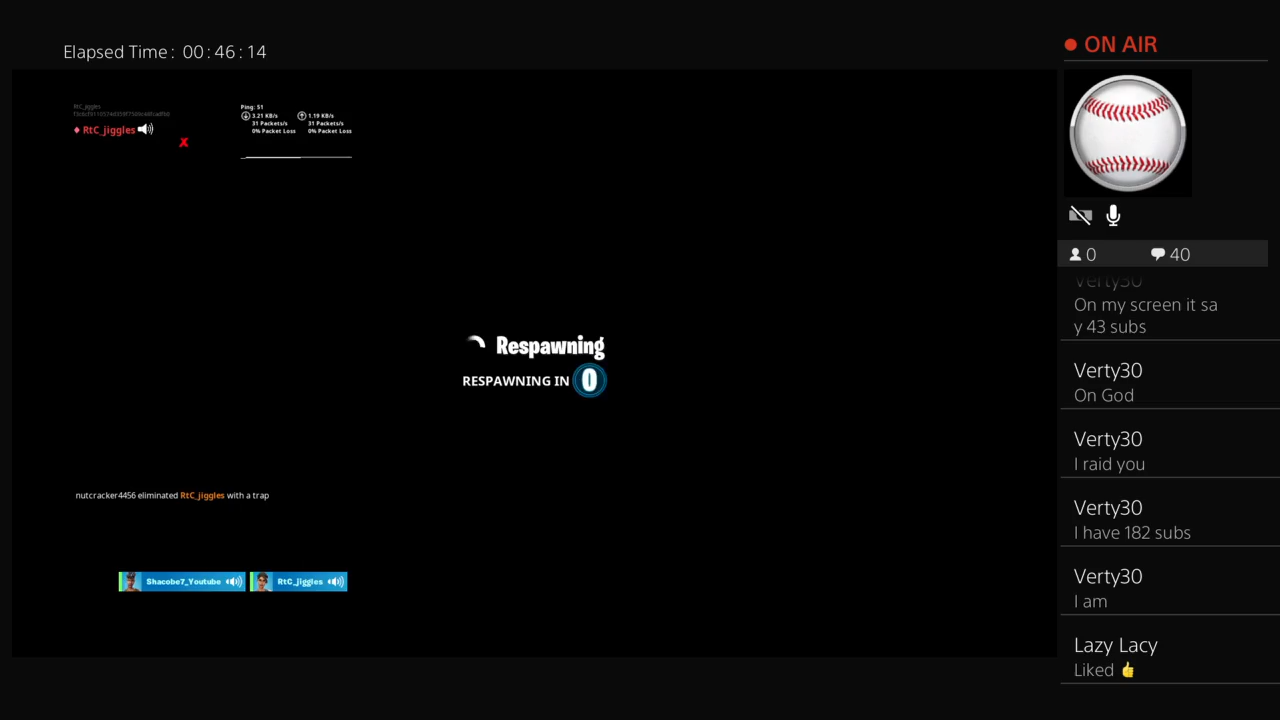 Elapsed Time: 00:46:14
ON AIR
RtC_jiggles
RtC_jiggles
X
Ping: 51
3.21 KB/s 1.19 KB/s
31 Packets/s 31 Packets/s
0% Packet Loss 0% Packet Loss
0 40
Verty30
On my screen it sa
y 43 subs
Respawning
RESPAWNING IN 0
Verty30
On God
Verty30
I raid you
nutcracker4456 eliminated RtC_jiggles with a trap
Verty30
I have 182 subs
Shacobe7_Youtube RtC_jiggles
Verty30
I am
Lazy Lacy
Liked 👍